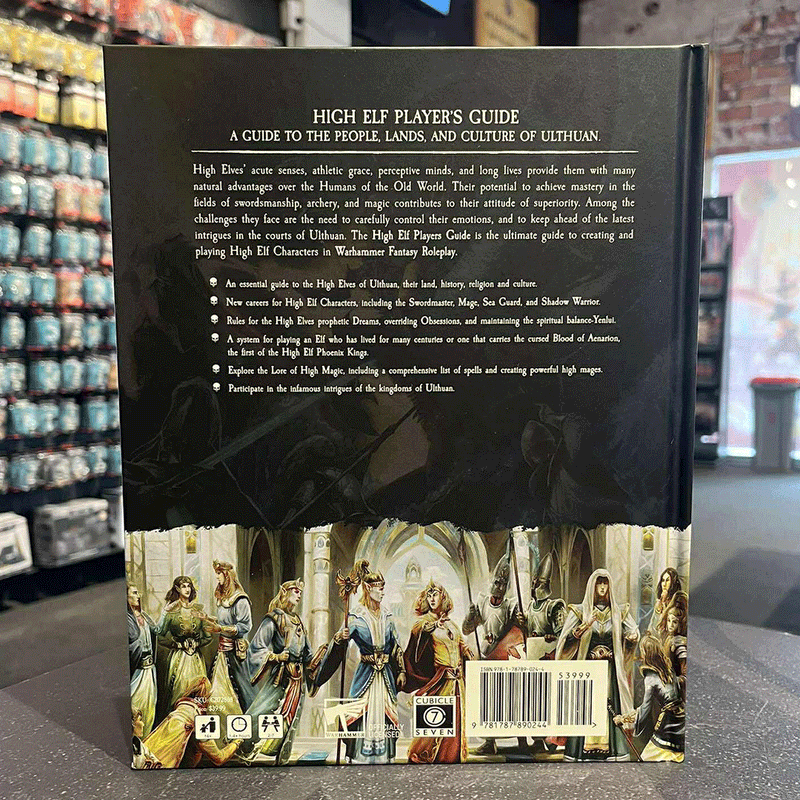 HIGH ELF PLAYER'S GUIDE
A GUIDE TO THE PEOPLE, LANDS, AND CULTURE OF ULTHUAN.
High Elves' acute senses, athletic grace, perceptive minds, and long lives provide them with many
natural advantages over the Humans of the Old World. Their potential to achieve mastery in the
fields of swordsmanship, archery, and magic contributes to their attitude of superiority. Among the
challenges they face are the need to carefully control their emotions, and to keep ahead of the latest
intrigues in the courts of Ulthuan. The High Elf Players Guide is the ultimate guide to creating and
playing High Elf Characters in Warhammer Fantasy Roleplay.
An essential guide to the High Elves of Ulthuan, their land, history, religion and culture.
New careers for High Elf Characters, including the Swordmaster, Mage, Sea Guard, and Shadow Warrior.
Rules for the High Elves prophetic Dreams, overriding Obsessions, and maintaining the spiritual balance-Yenlui.
A system for playing an Elf who has lived for many centuries or one that carries the cursed Blood of Aenarion,
the first of the High Elf Phoenix Kings.
Explore the Lore of High Magic, including a comprehensive list of spells and creating powerful high mages.
Participate in the infamous intrigues of the kingdoms of Ulthuan.
ISBN 978-1-78789-024-4
53999
9 781787 890244
WARHAMMER
OFFICIALLY
LICENSED
CUBICLE
7
SEVEN